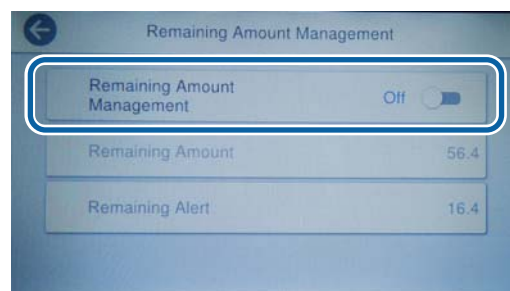 Remaining Amount Management
Remaining Amount
Management
Off
Remaining Amount
56.4
Remaining Alert
16.4